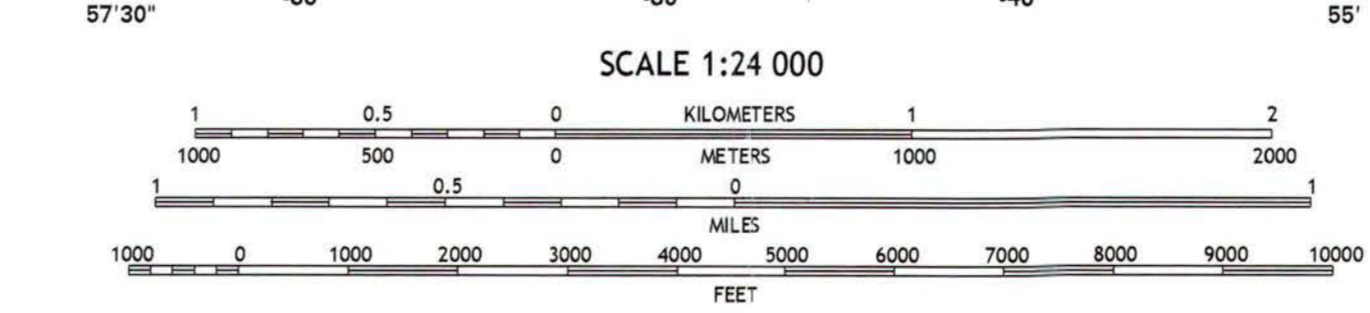 57'30" 55'
SCALE 1:24 000
1 0.5 0 KILOMETERS 1 2
1000 500 0 METERS 1000 2000
1 0.5 0 1
MILES
1000 0 1000 2000 3000 4000 5000 6000 7000 8000 9000 10000
FEET